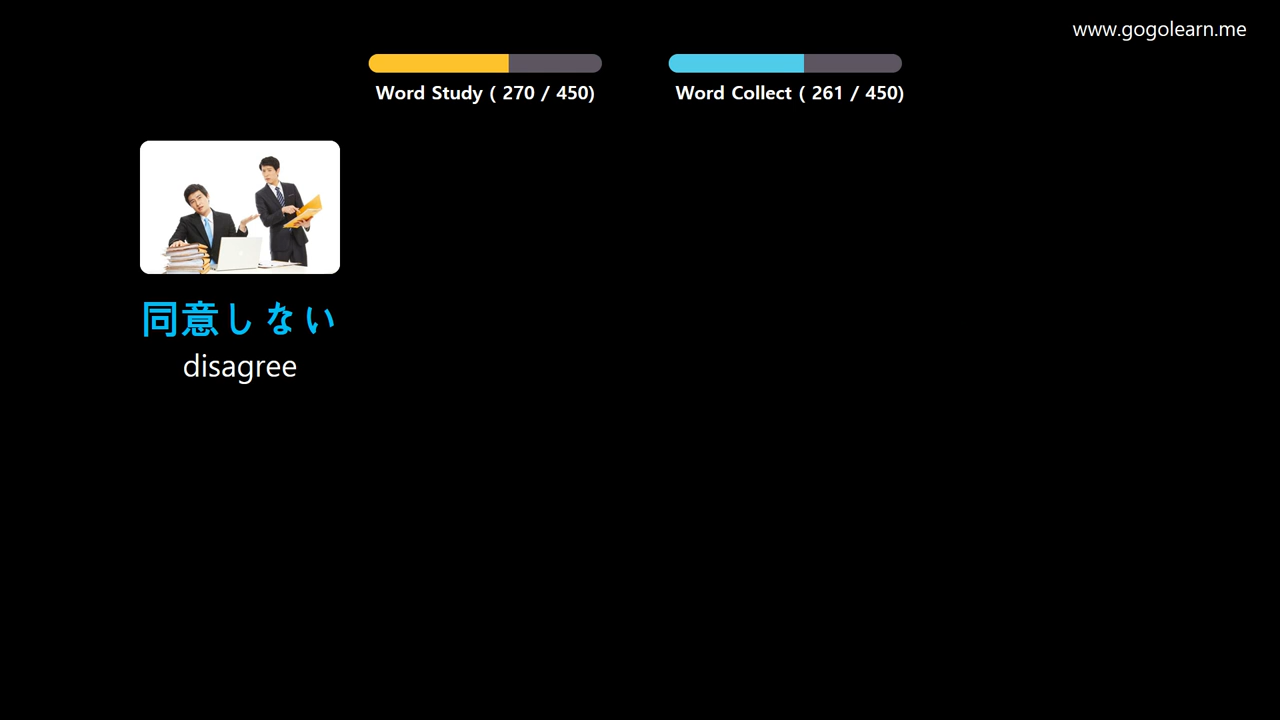 www.gogolearn.me
Word Study ( 270 / 450)
Word Collect ( 261 / 450)
同意しない
disagree